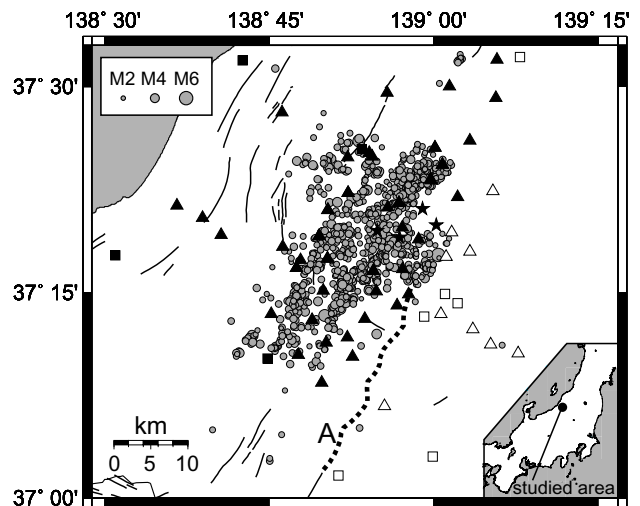 138˚ 30' 138˚ 45' 139˚ 00' 139˚ 15'
37˚ 30'
M2 M4 M6
37˚ 15'
A
km
0 5 10
37˚ 00'
studied area